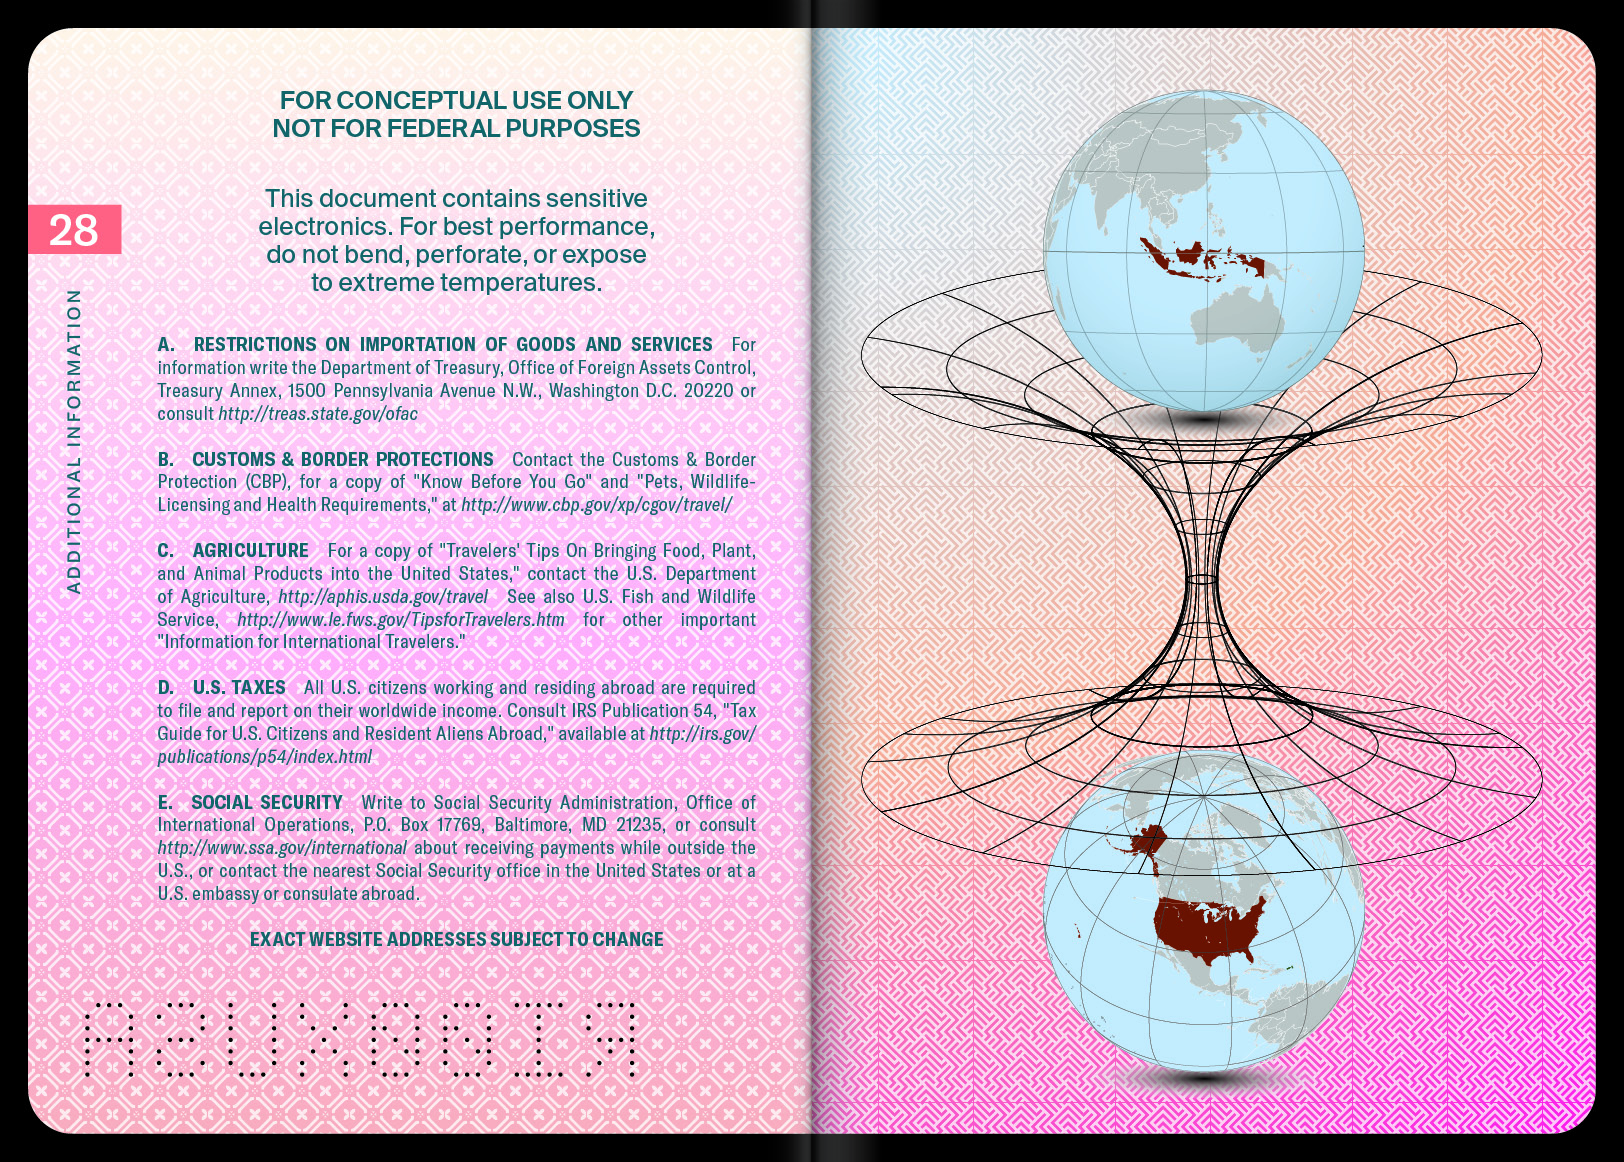 FOR CONCEPTUAL USE ONLY
NOT FOR FEDERAL PURPOSES
This document contains sensitive
electronics. For best performance,
do not bend, perforate, or expose
to extreme temperatures.
28
ADDITIONAL INFORMATION
A. RESTRICTIONS ON IMPORTATION OF GOODS AND SERVICES For
information write the Department of Treasury, Office of Foreign Assets Control,
Treasury Annex, 1500 Pennsylvania Avenue N.W., Washington D.C. 20220 or
consult http://treas.state.gov/ofac
B. CUSTOMS & BORDER PROTECTIONS Contact the Customs & Border
Protection (CBP), for a copy of "Know Before You Go" and "Pets, Wildlife-
Licensing and Health Requirements," at http://www.cbp.gov/xp/cgov/travel/
C. AGRICULTURE For a copy of "Travelers' Tips On Bringing Food, Plant,
and Animal Products into the United States," contact the U.S. Department
of Agriculture, http://aphis.usda.gov/travel See also U.S. Fish and Wildlife
Service, http://www.le.fws.gov/TipsforTravelers.htm for other important
"Information for International Travelers."
D. U.S. TAXES All U.S. citizens working and residing abroad are required
to file and report on their worldwide income. Consult IRS Publication 54, "Tax
Guide for U.S. Citizens and Resident Aliens Abroad," available at http://irs.gov/
publications/p54/index.html
E. SOCIAL SECURITY Write to Social Security Administration, Office of
International Operations, P.O. Box 17769, Baltimore, MD 21235, or consult
http://www.ssa.gov/international about receiving payments while outside the
U.S., or contact the nearest Social Security office in the United States or at a
U.S. embassy or consulate abroad.
EXACT WEBSITE ADDRESSES SUBJECT TO CHANGE